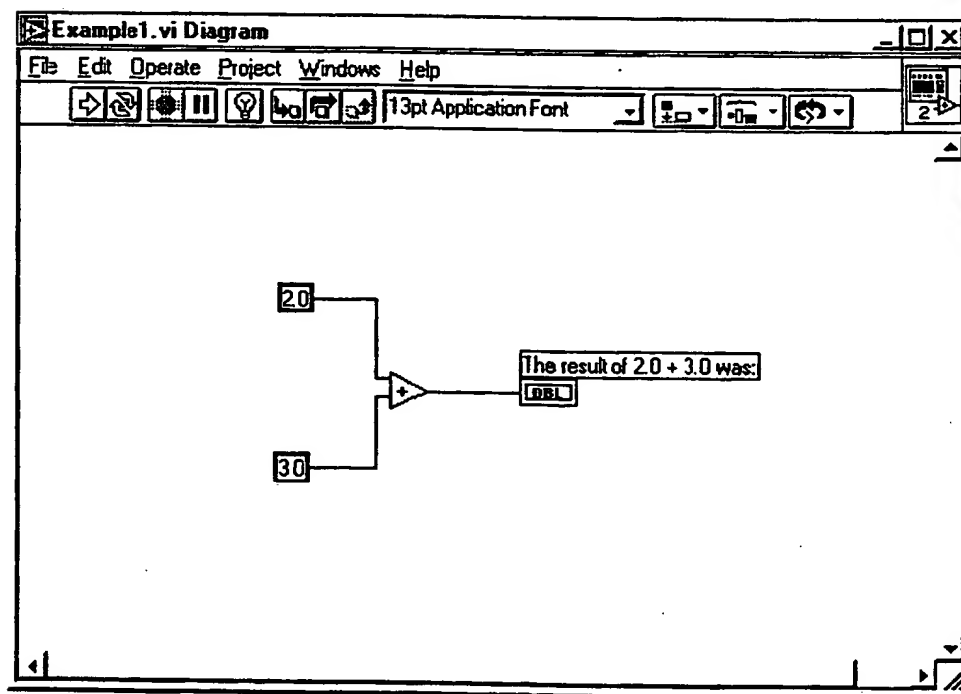 Example1.vi Diagram
File Edit Operate Project Windows Help
13pt Application Font
2
2.0
The result of 2.0 + 3.0 was:
+
DBL
3.0